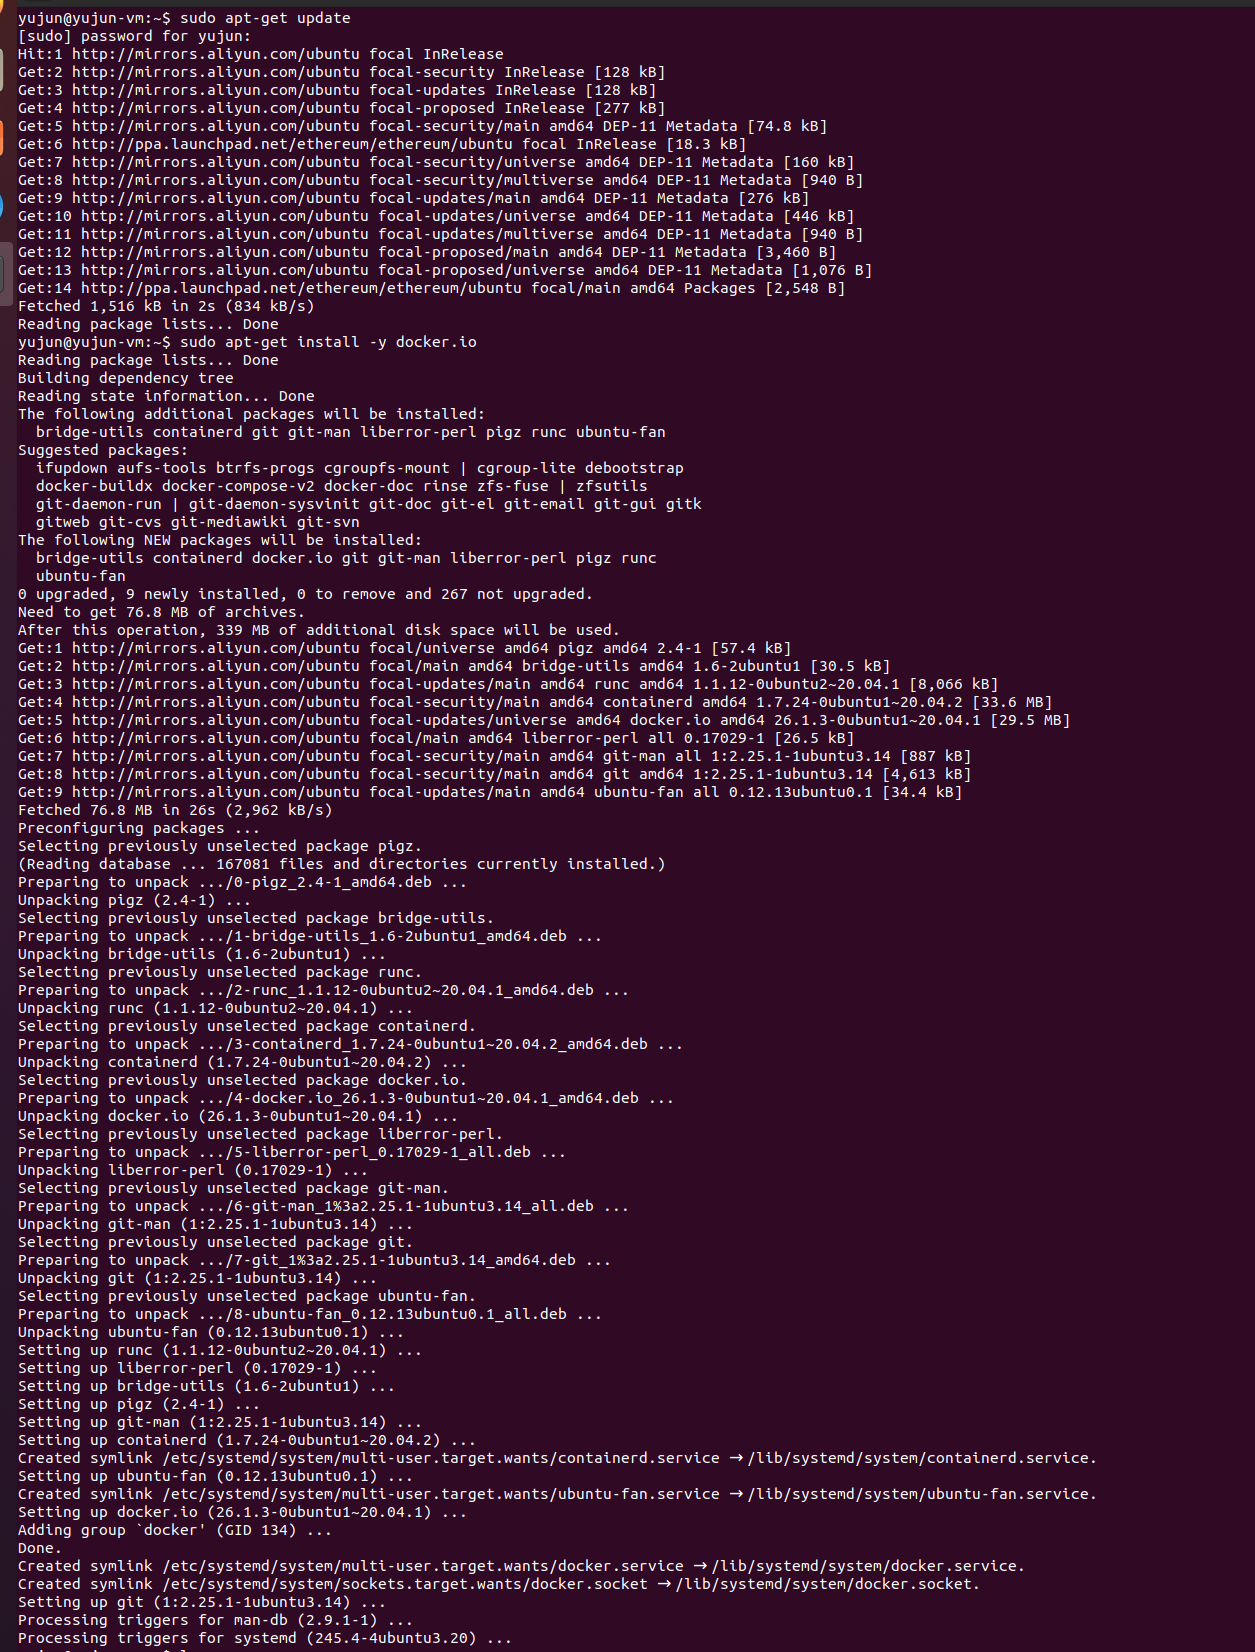 yujun@yujun-vm:~$ sudo apt-get update
[sudo] password for yujun:
Hit:1 http://mirrors.aliyun.com/ubuntu focal InRelease
Get:2 http://mirrors.aliyun.com/ubuntu focal-security InRelease [128 kB]
Get:3 http://mirrors.aliyun.com/ubuntu focal-updates InRelease [128 kB]
Get:4 http://mirrors.aliyun.com/ubuntu focal-proposed InRelease [277 kB]
Get:5 http://mirrors.aliyun.com/ubuntu focal-security/main amd64 DEP-11 Metadata [74.8 kB]
Get:6 http://ppa.launchpad.net/ethereum/ethereum/ubuntu focal InRelease [18.3 kB]
Get:7 http://mirrors.aliyun.com/ubuntu focal-security/universe amd64 DEP-11 Metadata [160 kB]
Get:8 http://mirrors.aliyun.com/ubuntu focal-security/multiverse amd64 DEP-11 Metadata [940 B]
Get:9 http://mirrors.aliyun.com/ubuntu focal-updates/main amd64 DEP-11 Metadata [276 kB]
Get:10 http://mirrors.aliyun.com/ubuntu focal-updates/universe amd64 DEP-11 Metadata [446 kB]
Get:11 http://mirrors.aliyun.com/ubuntu focal-updates/multiverse amd64 DEP-11 Metadata [940 B]
Get:12 http://mirrors.aliyun.com/ubuntu focal-proposed/main amd64 DEP-11 Metadata [3,460 B]
Get:13 http://mirrors.aliyun.com/ubuntu focal-proposed/universe amd64 DEP-11 Metadata [1,076 B]
Get:14 http://ppa.launchpad.net/ethereum/ethereum/ubuntu focal/main amd64 Packages [2,548 B]
Fetched 1,516 kB in 2s (834 kB/s)
Reading package lists... Done
yujun@yujun-vm:~$ sudo apt-get install -y docker.io
Reading package lists... Done
Building dependency tree
Reading state information... Done
The following additional packages will be installed:
  bridge-utils containerd git git-man liberror-perl pigz runc ubuntu-fan
Suggested packages:
  ifupdown aufs-tools btrfs-progs cgroupfs-mount | cgroup-lite debootstrap
  docker-buildx docker-compose-v2 docker-doc rinse zfs-fuse | zfsutils
  git-daemon-run | git-daemon-sysvinit git-doc git-el git-email git-gui gitk
  gitweb git-cvs git-mediawiki git-svn
The following NEW packages will be installed:
  bridge-utils containerd docker.io git git-man liberror-perl pigz runc
  ubuntu-fan
0 upgraded, 9 newly installed, 0 to remove and 267 not upgraded.
Need to get 76.8 MB of archives.
After this operation, 339 MB of additional disk space will be used.
Get:1 http://mirrors.aliyun.com/ubuntu focal/universe amd64 pigz amd64 2.4-1 [57.4 kB]
Get:2 http://mirrors.aliyun.com/ubuntu focal/main amd64 bridge-utils amd64 1.6-2ubuntu1 [30.5 kB]
Get:3 http://mirrors.aliyun.com/ubuntu focal-updates/main amd64 runc amd64 1.1.12-0ubuntu2~20.04.1 [8,066 kB]
Get:4 http://mirrors.aliyun.com/ubuntu focal-security/main amd64 containerd amd64 1.7.24-0ubuntu1~20.04.2 [33.6 MB]
Get:5 http://mirrors.aliyun.com/ubuntu focal-updates/universe amd64 docker.io amd64 26.1.3-0ubuntu1~20.04.1 [29.5 MB]
Get:6 http://mirrors.aliyun.com/ubuntu focal/main amd64 liberror-perl all 0.17029-1 [26.5 kB]
Get:7 http://mirrors.aliyun.com/ubuntu focal-security/main amd64 git-man all 1:2.25.1-1ubuntu3.14 [887 kB]
Get:8 http://mirrors.aliyun.com/ubuntu focal-security/main amd64 git amd64 1:2.25.1-1ubuntu3.14 [4,613 kB]
Get:9 http://mirrors.aliyun.com/ubuntu focal-updates/main amd64 ubuntu-fan all 0.12.13ubuntu0.1 [34.4 kB]
Fetched 76.8 MB in 26s (2,962 kB/s)
Preconfiguring packages ...
Selecting previously unselected package pigz.
(Reading database ... 167081 files and directories currently installed.)
Preparing to unpack .../0-pigz_2.4-1_amd64.deb ...
Unpacking pigz (2.4-1) ...
Selecting previously unselected package bridge-utils.
Preparing to unpack .../1-bridge-utils_1.6-2ubuntu1_amd64.deb ...
Unpacking bridge-utils (1.6-2ubuntu1) ...
Selecting previously unselected package runc.
Preparing to unpack .../2-runc_1.1.12-0ubuntu2~20.04.1_amd64.deb ...
Unpacking runc (1.1.12-0ubuntu2~20.04.1) ...
Selecting previously unselected package containerd.
Preparing to unpack .../3-containerd_1.7.24-0ubuntu1~20.04.2_amd64.deb ...
Unpacking containerd (1.7.24-0ubuntu1~20.04.2) ...
Selecting previously unselected package docker.io.
Preparing to unpack .../4-docker.io_26.1.3-0ubuntu1~20.04.1_amd64.deb ...
Unpacking docker.io (26.1.3-0ubuntu1~20.04.1) ...
Selecting previously unselected package liberror-perl.
Preparing to unpack .../5-liberror-perl_0.17029-1_all.deb ...
Unpacking liberror-perl (0.17029-1) ...
Selecting previously unselected package git-man.
Preparing to unpack .../6-git-man_1%3a2.25.1-1ubuntu3.14_all.deb ...
Unpacking git-man (1:2.25.1-1ubuntu3.14) ...
Selecting previously unselected package git.
Preparing to unpack .../7-git_1%3a2.25.1-1ubuntu3.14_amd64.deb ...
Unpacking git (1:2.25.1-1ubuntu3.14) ...
Selecting previously unselected package ubuntu-fan.
Preparing to unpack .../8-ubuntu-fan_0.12.13ubuntu0.1_all.deb ...
Unpacking ubuntu-fan (0.12.13ubuntu0.1) ...
Setting up runc (1.1.12-0ubuntu2~20.04.1) ...
Setting up liberror-perl (0.17029-1) ...
Setting up bridge-utils (1.6-2ubuntu1) ...
Setting up pigz (2.4-1) ...
Setting up git-man (1:2.25.1-1ubuntu3.14) ...
Setting up containerd (1.7.24-0ubuntu1~20.04.2) ...
Created symlink /etc/systemd/system/multi-user.target.wants/containerd.service → /lib/systemd/system/containerd.service.
Setting up ubuntu-fan (0.12.13ubuntu0.1) ...
Created symlink /etc/systemd/system/multi-user.target.wants/ubuntu-fan.service → /lib/systemd/system/ubuntu-fan.service.
Setting up docker.io (26.1.3-0ubuntu1~20.04.1) ...
Adding group `docker' (GID 134) ...
Done.
Created symlink /etc/systemd/system/multi-user.target.wants/docker.service → /lib/systemd/system/docker.service.
Created symlink /etc/systemd/system/sockets.target.wants/docker.socket → /lib/systemd/system/docker.socket.
Setting up git (1:2.25.1-1ubuntu3.14) ...
Processing triggers for man-db (2.9.1-1) ...
Processing triggers for systemd (245.4-4ubuntu3.20) ...